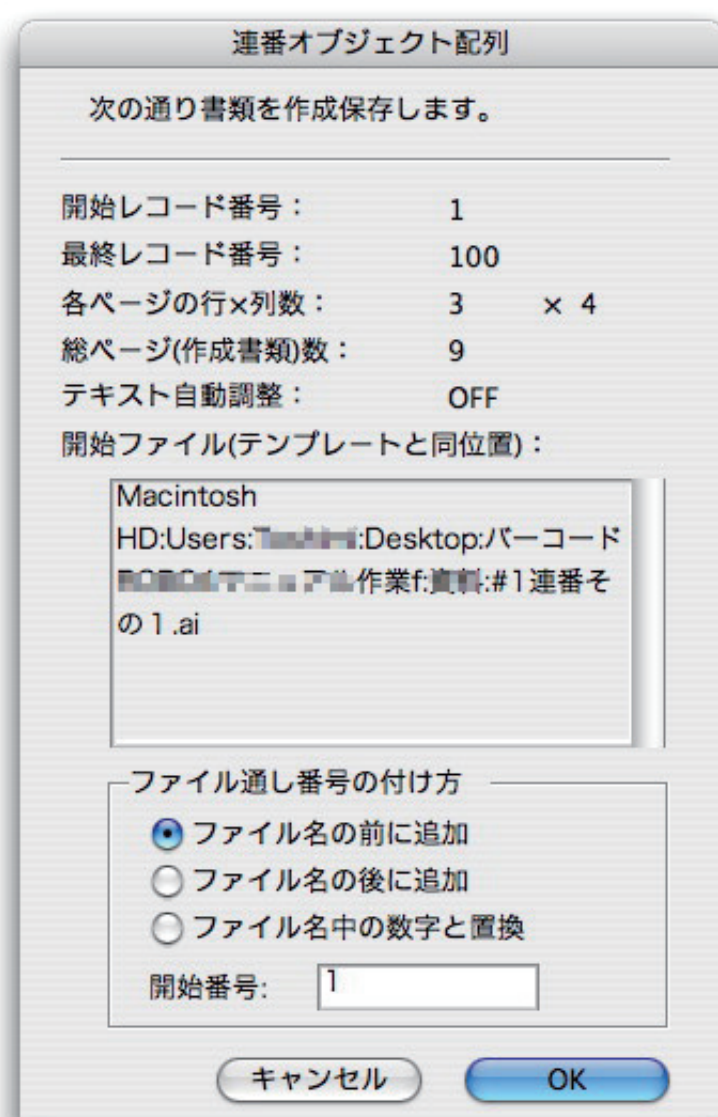 連番オブジェクト配列
次の通り書類を作成保存します。
開始レコード番号： 1
最終レコード番号： 100
各ページの行×列数： 3 × 4
総ページ(作成書類)数： 9
テキスト自動調整： OFF
開始ファイル(テンプレートと同位置)：
Macintosh
HD:Users: :Desktop:バーコード
作業f: :#1連番そ
の１.ai
ファイル通し番号の付け方
ファイル名の前に追加
ファイル名の後に追加
ファイル名中の数字と置換
開始番号: 1
キャンセル OK